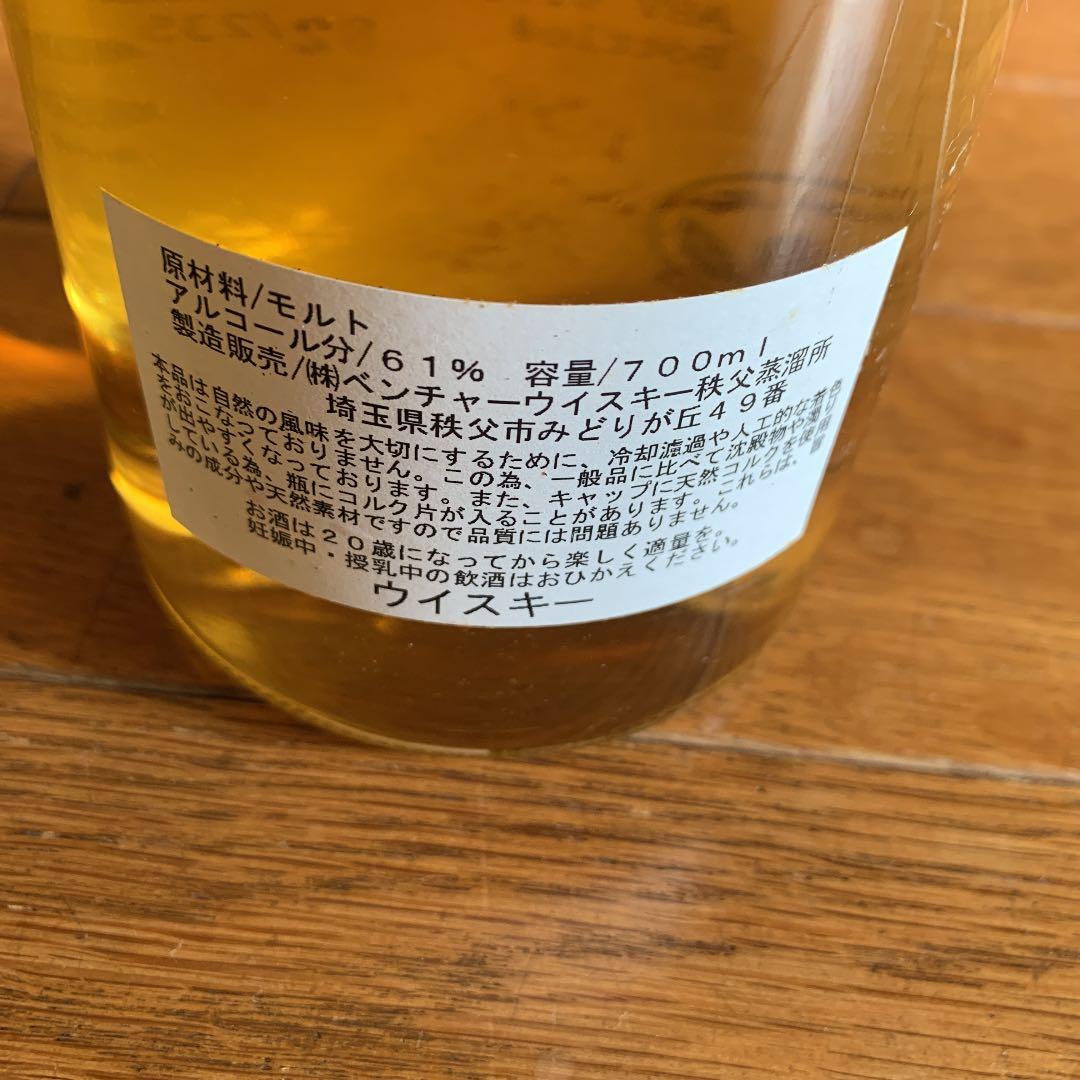 原材料/モルト
アルコール分/61% 容量/700ml
製造販売/㈱ベンチャーウイスキー秩父蒸溜所
埼玉県秩父市みどりが丘49番
本品は自然の風味を大切にするために、冷却濾過や人工的な着色
をおこなっておりません。この為、一般品に比べて沈殿物や濁り
が出やすくなっております。また、キャップに天然コルクを使用
している為、瓶にコルク片が入ることがあります。これらは、
みの成分や天然素材ですので品質には問題ありません。
お酒は20歳になってから楽しく適量を。
妊娠中・授乳中の飲酒はおひかえください。
ウイスキー